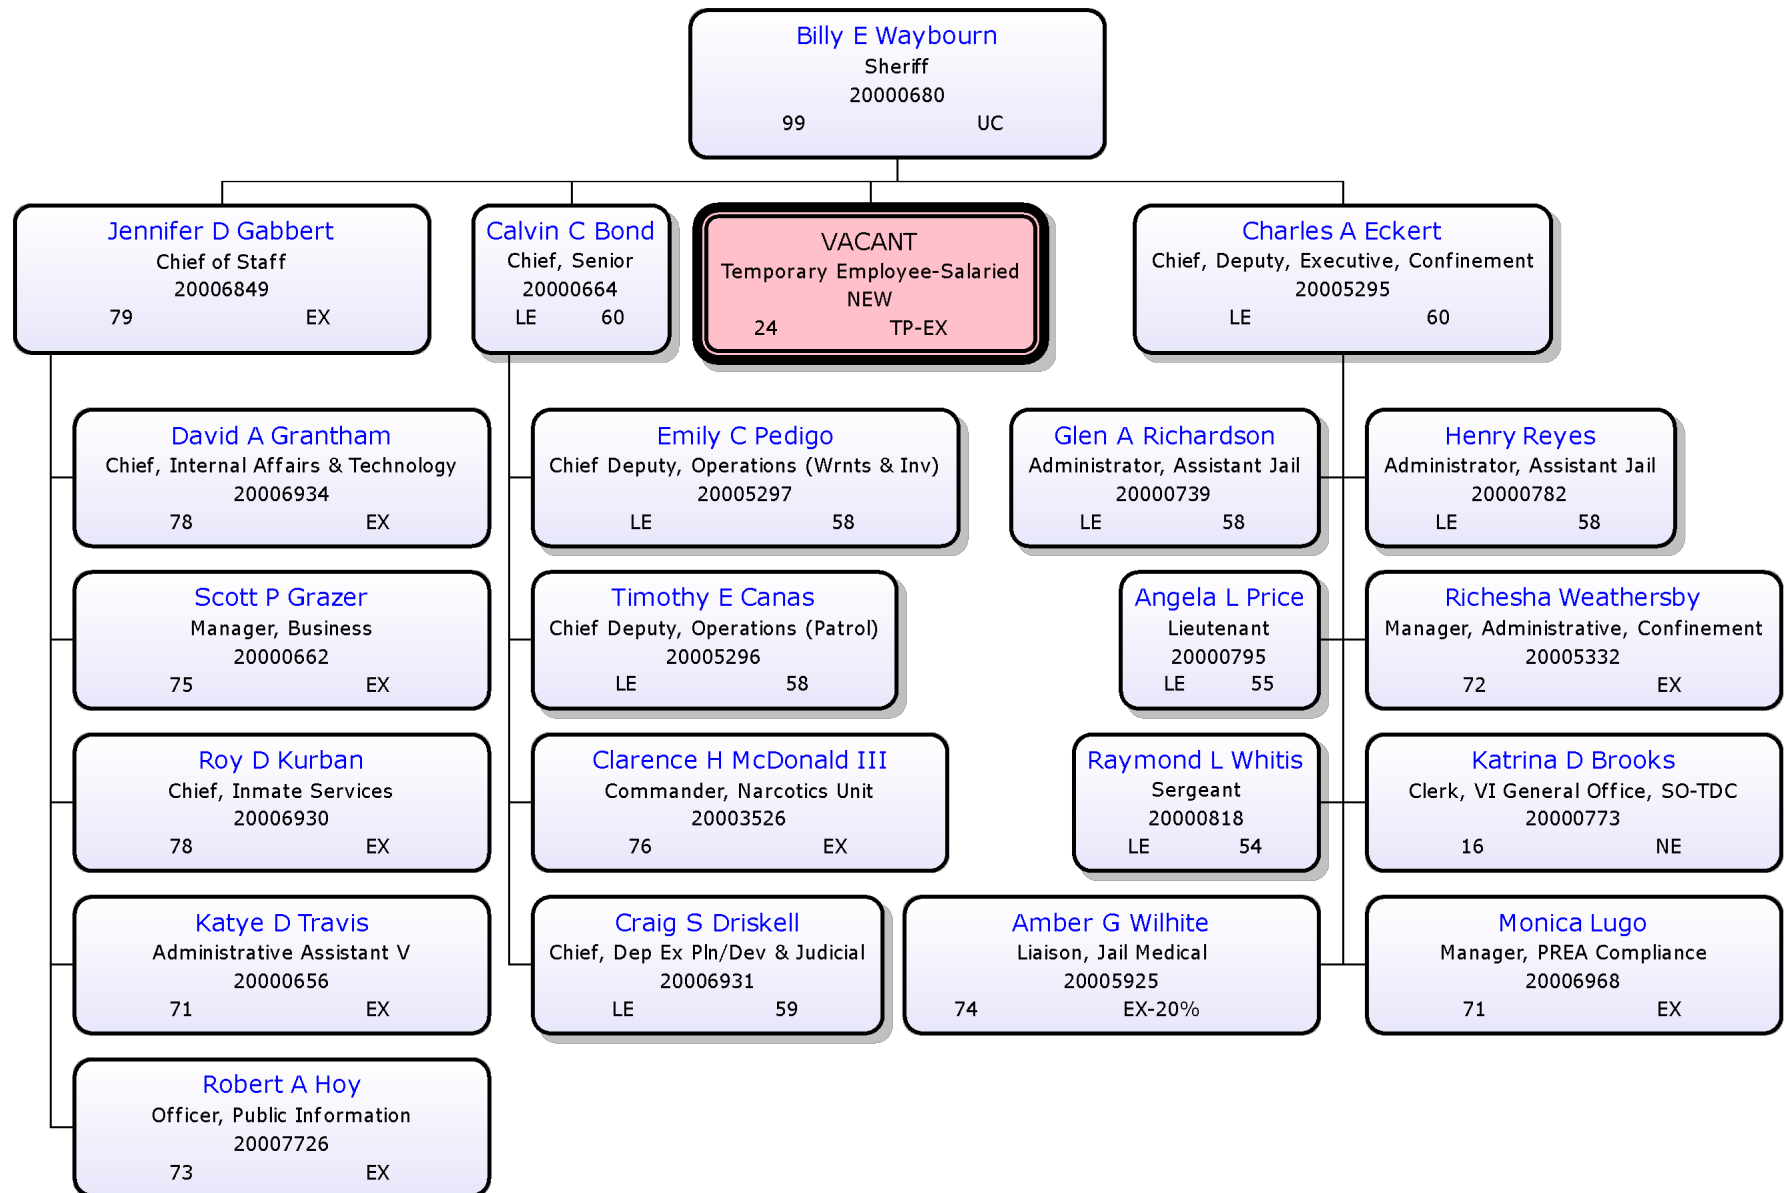 Billy E Waybourn
Sheriff
20000680
99 UC
Jennifer D Gabbert
Chief of Staff
20006849
79 EX
Calvin C Bond
Chief, Senior
20000664
LE 60
VACANT
Temporary Employee-Salaried
NEW
24 TP-EX
Charles A Eckert
Chief, Deputy, Executive, Confinement
20005295
LE 60
David A Grantham
Chief, Internal Affairs & Technology
20006934
78 EX
Scott P Grazer
Manager, Business
20000662
75 EX
Roy D Kurban
Chief, Inmate Services
20006930
78 EX
Katye D Travis
Administrative Assistant V
20000656
71 EX
Robert A Hoy
Officer, Public Information
20007726
73 EX
Emily C Pedigo
Chief Deputy, Operations (Wrnts & Inv)
20005297
LE 58
Timothy E Canas
Chief Deputy, Operations (Patrol)
20005296
LE 58
Clarence H McDonald III
Commander, Narcotics Unit
20003526
76 EX
Craig S Driskell
Chief, Dep Ex Pln/Dev & Judicial
20006931
LE 59
Glen A Richardson
Administrator, Assistant Jail
20000739
LE 58
Henry Reyes
Administrator, Assistant Jail
20000782
LE 58
Angela L Price
Lieutenant
20000795
LE 55
Richesha Weathersby
Manager, Administrative, Confinement
20005332
72 EX
Raymond L Whitis
Sergeant
20000818
LE 54
Katrina D Brooks
Clerk, VI General Office, SO-TDC
20000773
16 NE
Amber G Wilhite
Liaison, Jail Medical
20005925
74 EX-20%
Monica Lugo
Manager, PREA Compliance
20006968
71 EX